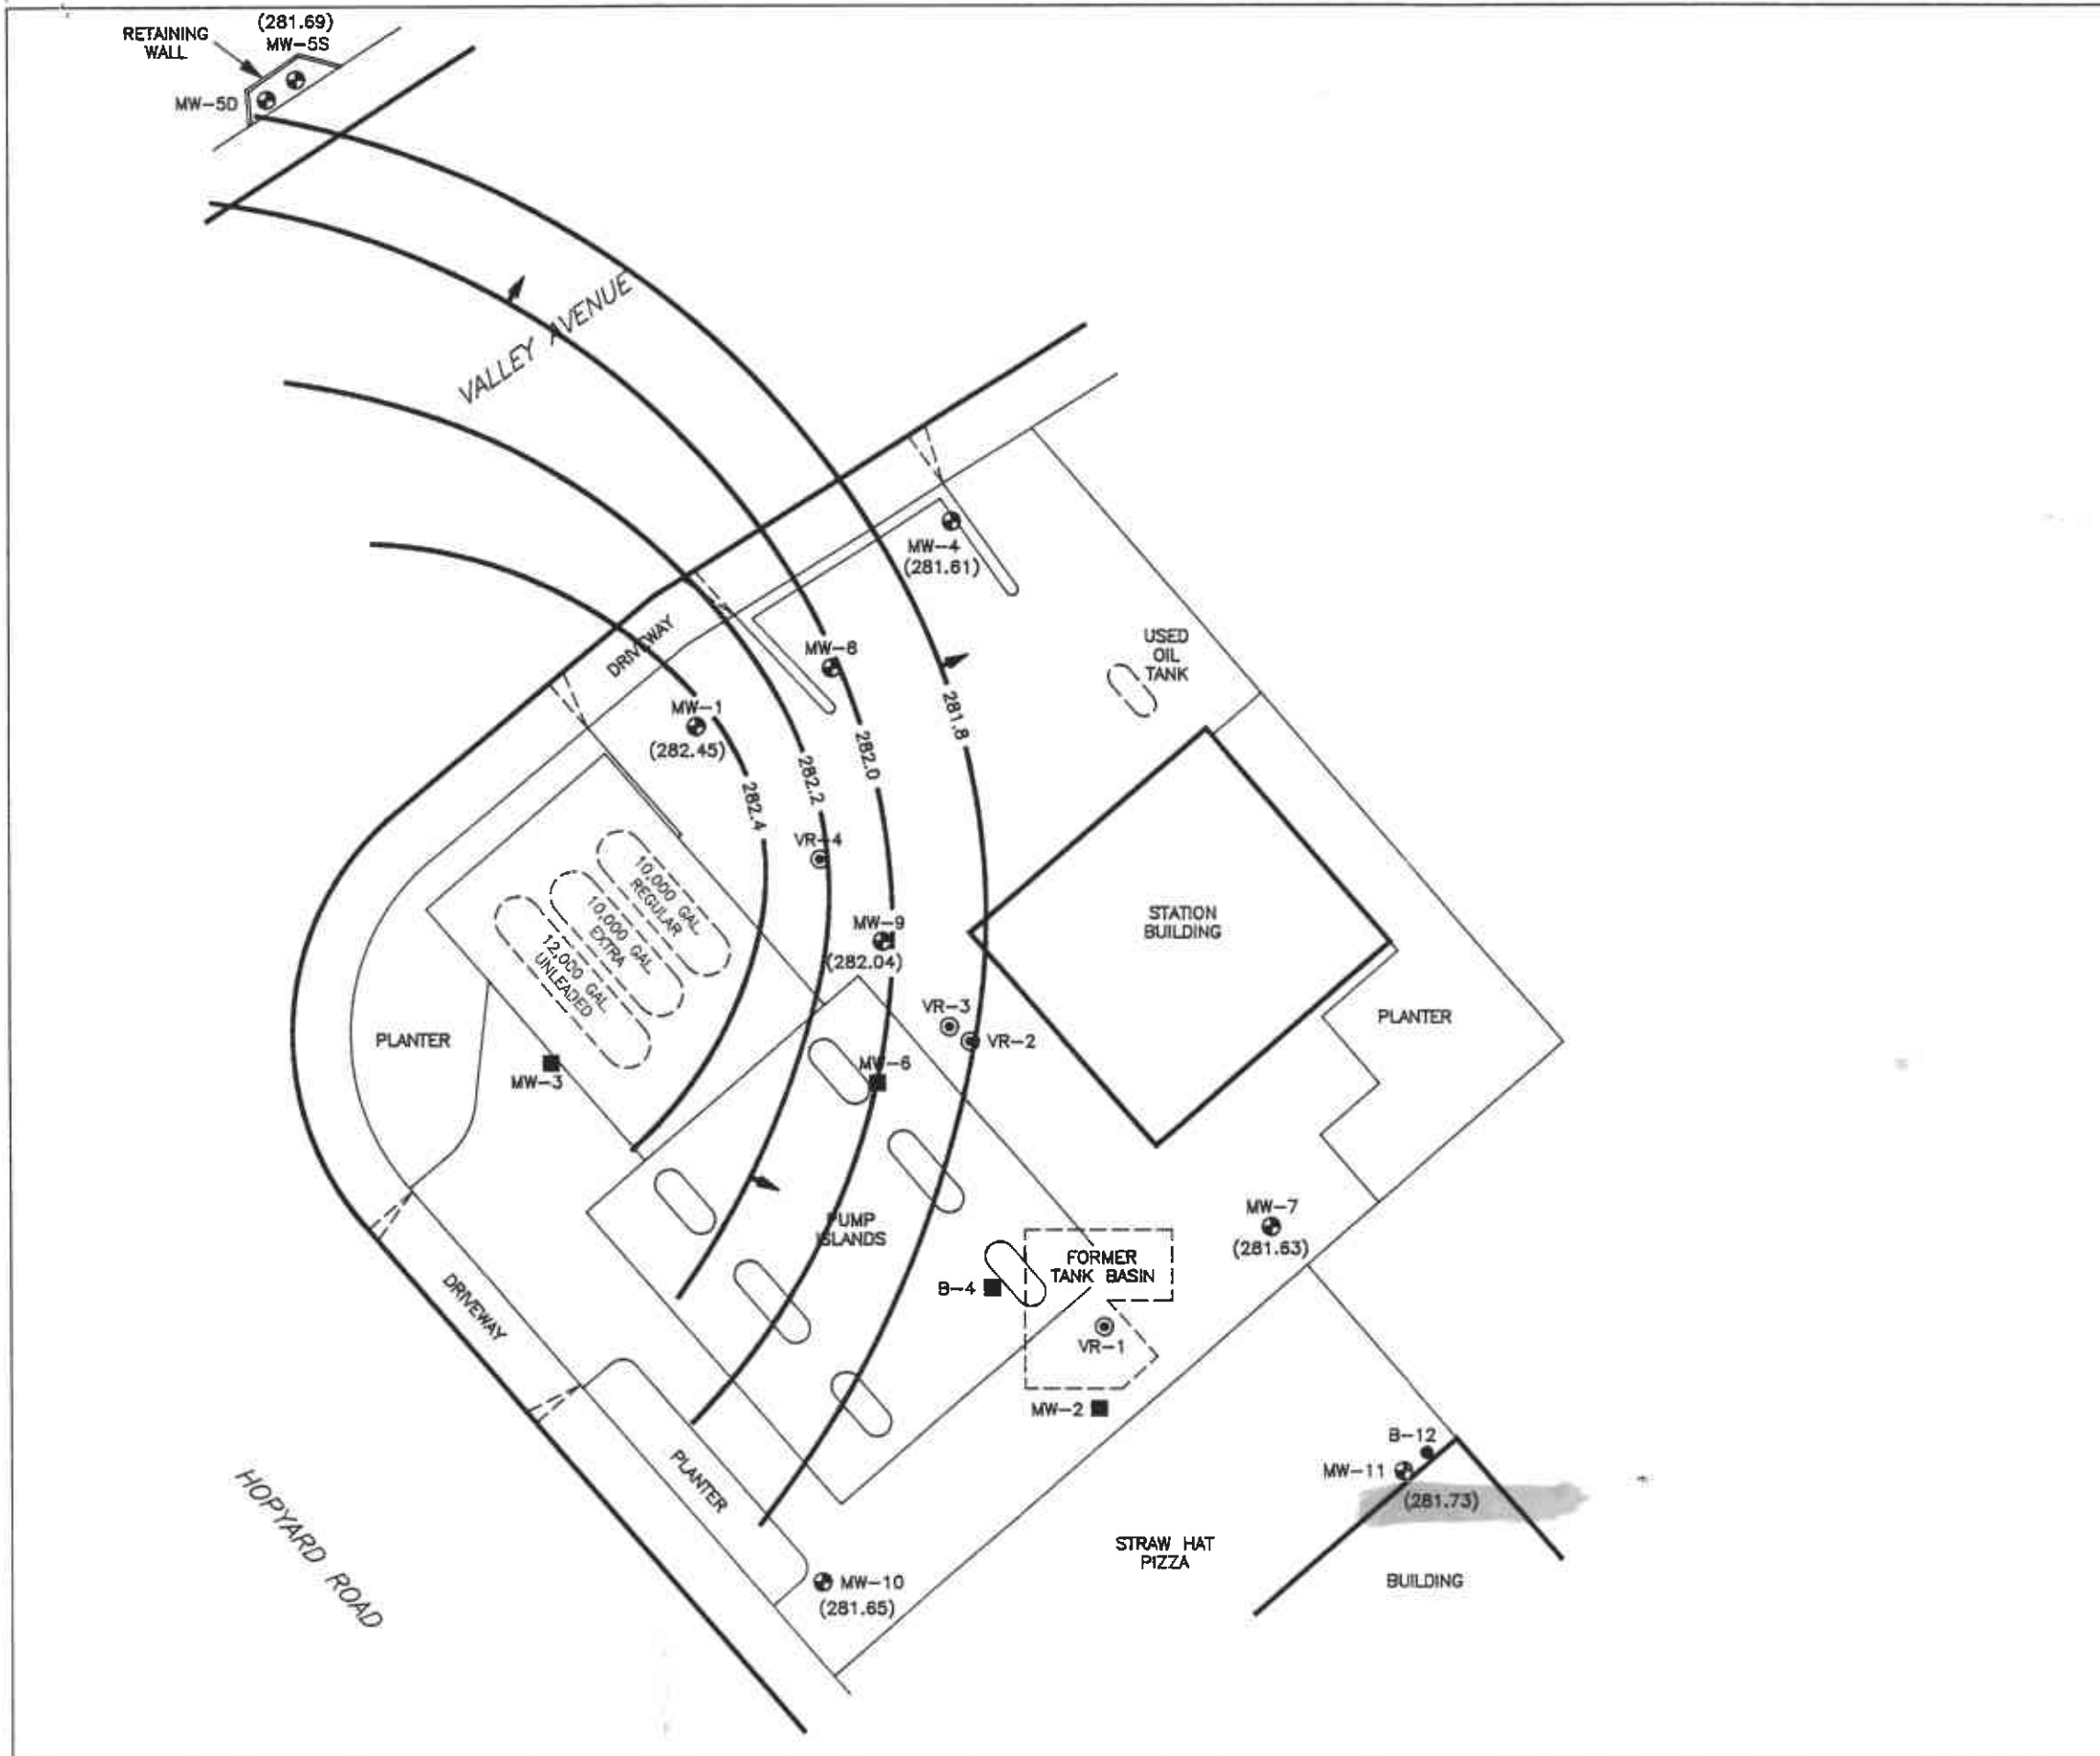 (281.69)
RETAINING
WALL
MW-5S
MW-5D
VALLEY AVENUE
MW-4
(281.61)
DRIVEWAY
MW-8
USED
OIL
TANK
MW-1
(282.45)
281.8
282.0
282.2
282.4
VR-4
10,000 GAL.
REGULAR
10,000 GAL.
EXTRA
12,000 GAL.
UNLEADED
MW-9
(282.04)
STATION
BUILDING
VR-3
VR-2
PLANTER
PLANTER
MW-3
MW-6
PUMP
ISLANDS
MW-7
(281.63)
FORMER
TANK BASIN
B-4
DRIVEWAY
VR-1
MW-2
B-12
MW-11
(281.73)
PLANTER
HOPYARD ROAD
STRAW HAT
PIZZA
BUILDING
MW-10
(281.65)